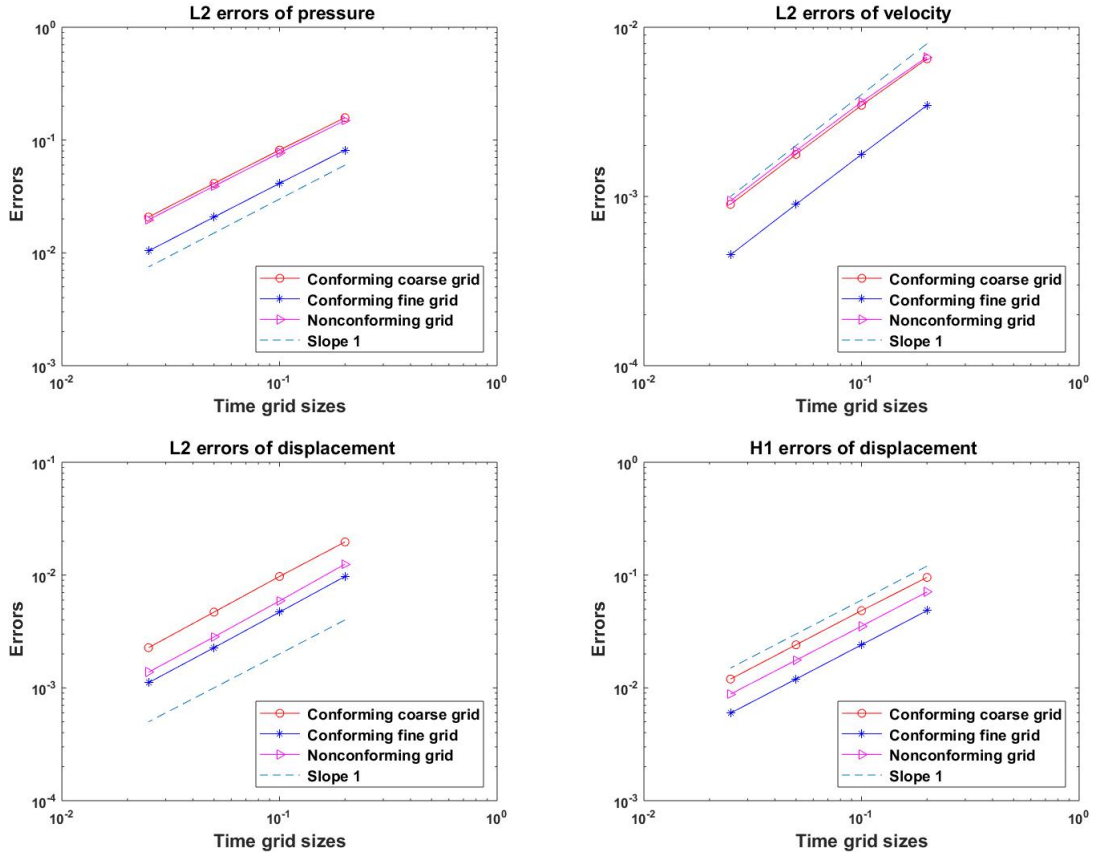 L2 errors of pressure
10^0
10^-1
10^-2
10^-3
Errors
Conforming coarse grid
Conforming fine grid
Nonconforming grid
Slope 1
10^-2
10^-1
10^0
Time grid sizes
L2 errors of velocity
10^-2
10^-3
10^-4
Errors
Conforming coarse grid
Conforming fine grid
Nonconforming grid
Slope 1
10^-2
10^-1
10^0
Time grid sizes
L2 errors of displacement
10^-1
10^-2
10^-3
10^-4
Errors
Conforming coarse grid
Conforming fine grid
Nonconforming grid
Slope 1
10^-2
10^-1
10^0
Time grid sizes
H1 errors of displacement
10^0
10^-1
10^-2
10^-3
Errors
Conforming coarse grid
Conforming fine grid
Nonconforming grid
Slope 1
10^-2
10^-1
10^0
Time grid sizes